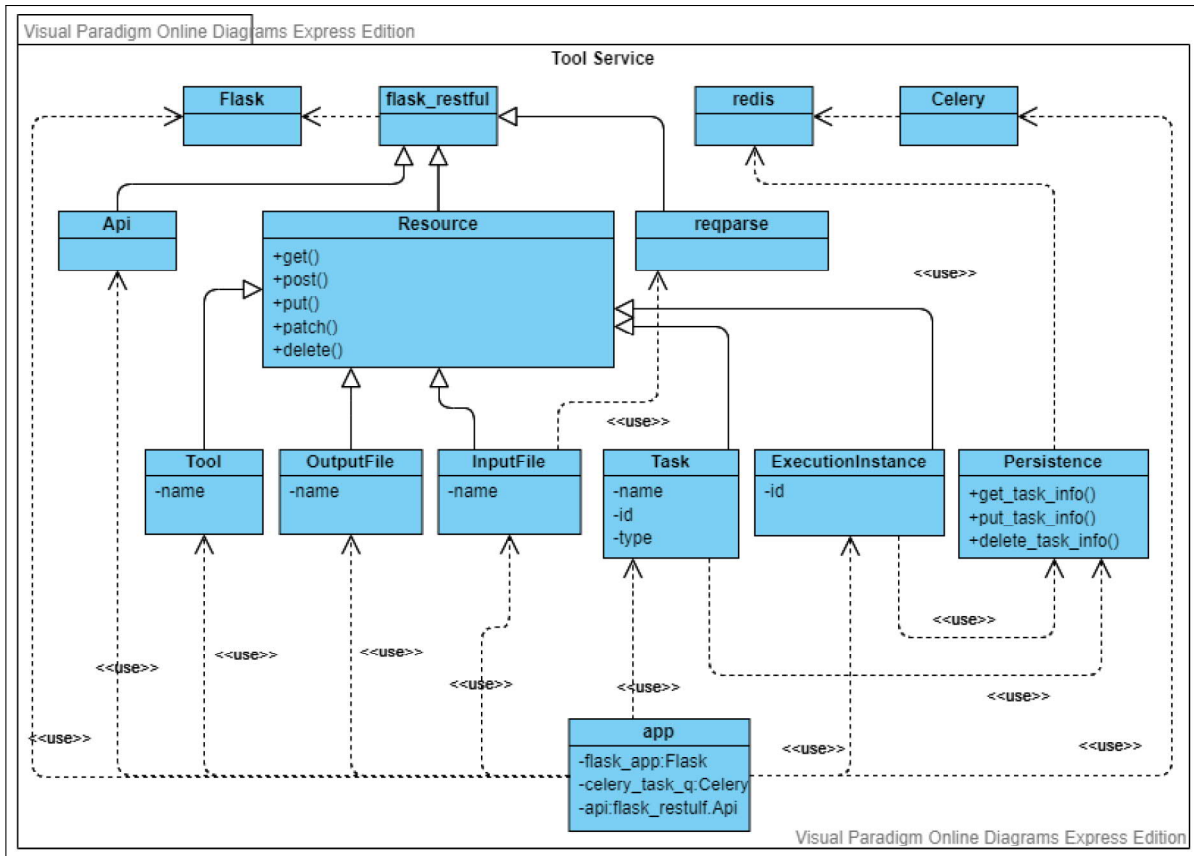 Visual Paradigm Online Diagrams Express Edition
Tool Service
Flask
flask_restful
redis
Celery
Api
Resource
+get()
+post()
+put()
+patch()
+delete()
reqparse
<<use>>
<<use>>
Tool
-name
OutputFile
-name
InputFile
-name
Task
-name
-id
-type
ExecutionInstance
-id
Persistence
+get_task_info()
+put_task_info()
+delete_task_info()
<<use>>
<<use>>
<<use>>
<<use>>
<<use>>
<<use>>
<<use>>
<<use>>
<<use>>
<<use>>
<<use>>
app
-flask_app:Flask
-celery_task_q:Celery
-api:flask_restulf.Api
Visual Paradigm Online Diagrams Express Edition